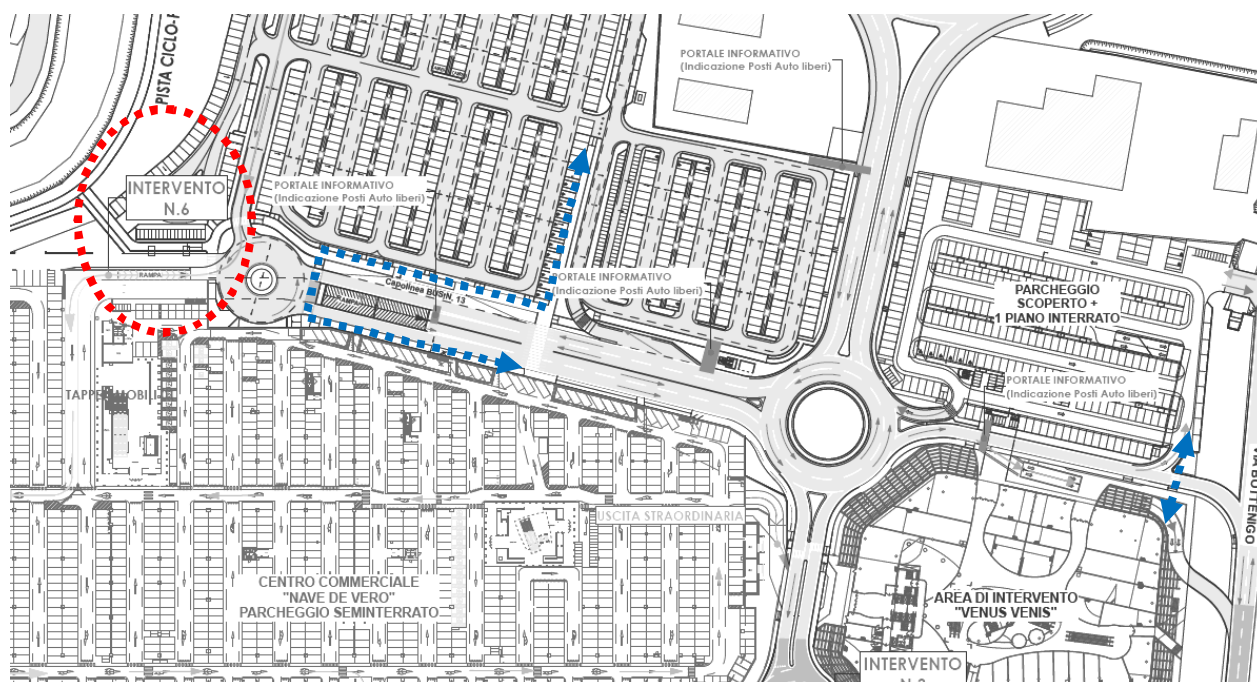 PISTA CICLO-P
PORTALE INFORMATIVO
(Indicazione Posti Auto liberi)
INTERVENTO
N.6
PORTALE INFORMATIVO
(Indicazione Posti Auto liberi)
RAMPA
PORTALE INFORMATIVO
(Indicazione Posti Auto liberi)
Capolinea BUS N. 13
RAMPA
PARCHEGGIO
SCOPERTO +
1 PIANO INTERRATO
PORTALE INFORMATIVO
(Indicazione Posti Auto liberi)
TAPPETI MOBILI
VIA BOTTENIGO
USCITA STRAORDINARIA
CENTRO COMMERCIALE
"NAVE DE VERO"
PARCHEGGIO SEMINTERRATO
AREA DI INTERVENTO
"VENUS VENIS"
INTERVENTO